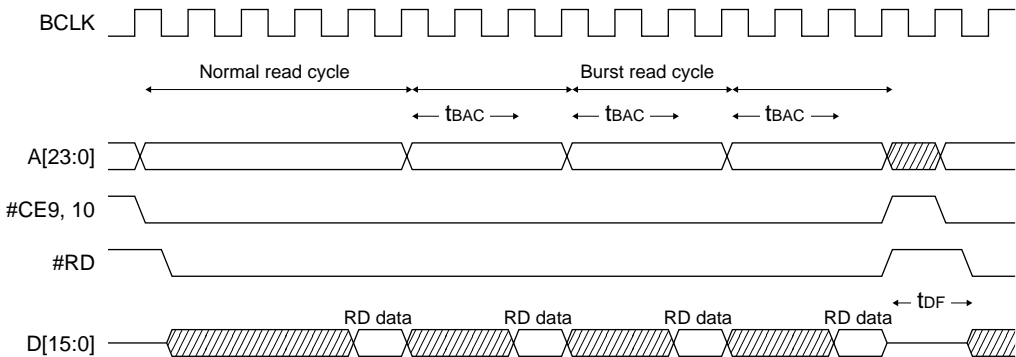 BCLK
Normal read cycle Burst read cycle
tBAC tBAC tBAC
A[23:0]
#CE9, 10
#RD
tDF
RD data RD data RD data RD data
D[15:0]